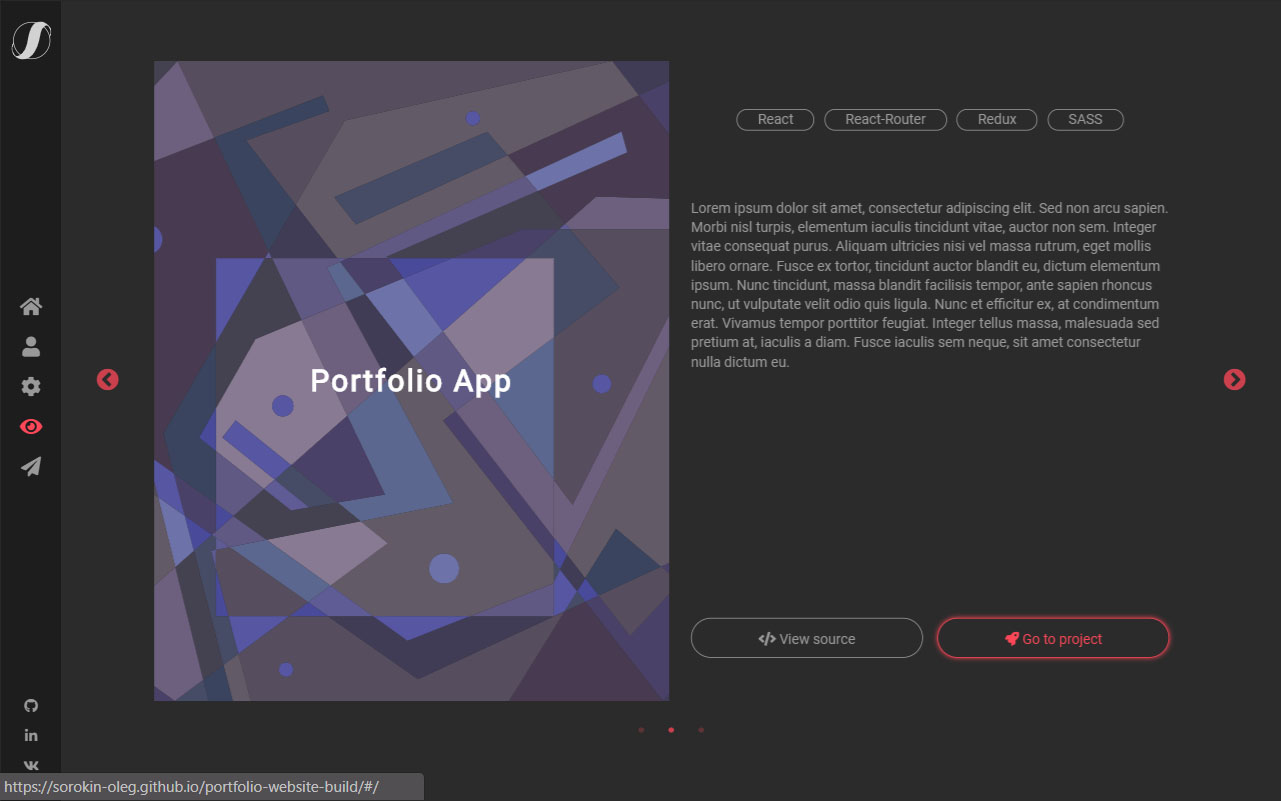 React
React-Router
Redux
SASS
Lorem ipsum dolor sit amet, consectetur adipiscing elit. Sed non arcu sapien.
Morbi nisl turpis, elementum iaculis tincidunt vitae, auctor non sem. Integer
vitae consequat purus. Aliquam ultricies nisi vel massa rutrum, eget mollis
libero ornare. Fusce ex tortor, tincidunt auctor blandit eu, dictum elementum
ipsum. Nunc tincidunt, massa blandit facilisis tempor, ante sapien rhoncus
nunc, ut vulputate velit odio quis ligula. Nunc et efficitur ex, at condimentum
erat. Vivamus tempor porttitor feugiat. Integer tellus massa, malesuada sed
pretium at, iaculis a diam. Fusce iaculis sem neque, sit amet consectetur
nulla dictum eu.
Portfolio App
View source
Go to project
https://sorokin-oleg.github.io/portfolio-website-build/#/